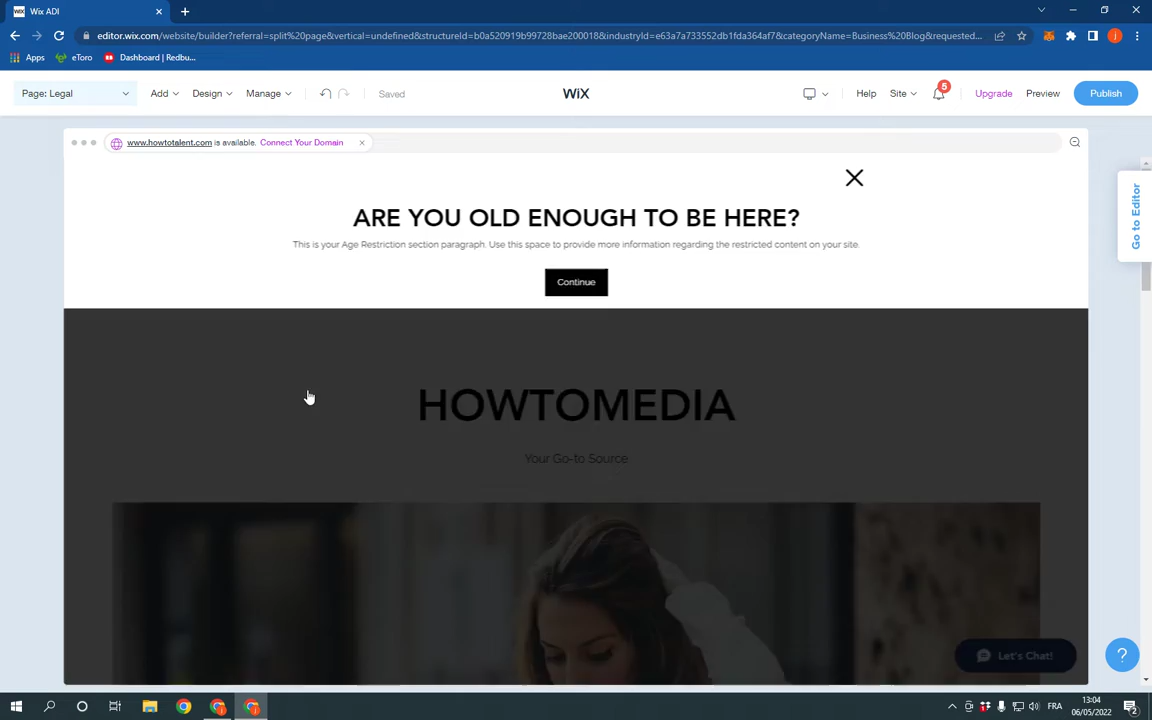 Wix ADI
editor.wix.com/website/builder?referral=split%20page&vertical=undefined&structureId=b0a520919b99728bae200018&industryId=e63a7a733552db1fda364af7&categoryName=Business%20Blog&requested...
Apps eToro Dashboard | Redbu...
Page: Legal Add Design Manage Saved WiX Help Site 5 Upgrade Preview Publish
www.howtotalent.com is available. Connect Your Domain
Go to Editor
ARE YOU OLD ENOUGH TO BE HERE?
This is your Age Restriction section paragraph. Use this space to provide more information regarding the restricted content on your site.
Continue
HOWTOMEDIA
Your Go-to Source
Let's Chat!
?
13:04
FRA
06/05/2022
2